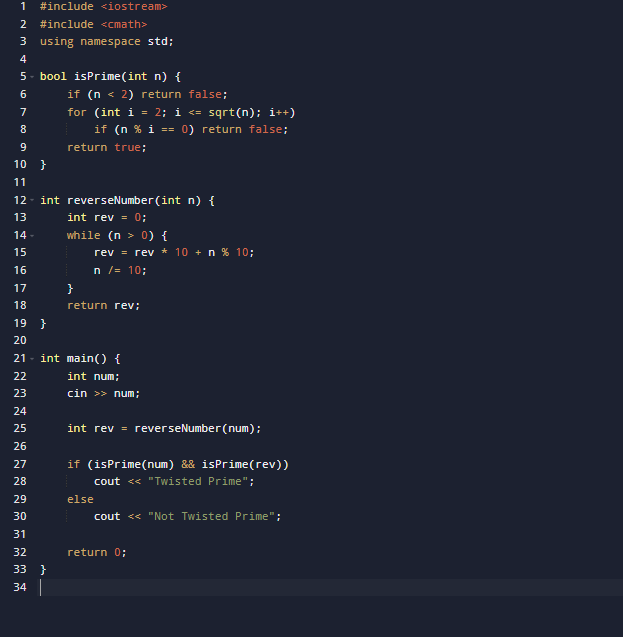 1 #include <iostream>
2 #include <cmath>
3 using namespace std;
4
5 bool isPrime(int n) {
6     if (n < 2) return false;
7     for (int i = 2; i <= sqrt(n); i++)
8         if (n % i == 0) return false;
9     return true;
10 }
11
12 int reverseNumber(int n) {
13     int rev = 0;
14     while (n > 0) {
15         rev = rev * 10 + n % 10;
16         n /= 10;
17     }
18     return rev;
19 }
20
21 int main() {
22     int num;
23     cin >> num;
24
25     int rev = reverseNumber(num);
26
27     if (isPrime(num) && isPrime(rev))
28         cout << "Twisted Prime";
29     else
30         cout << "Not Twisted Prime";
31
32     return 0;
33 }
34